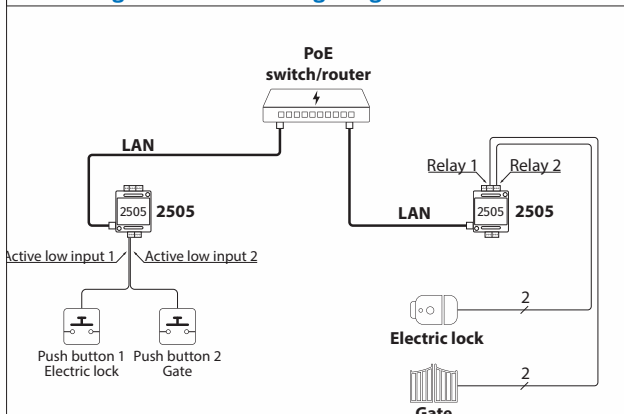 PoE
switch/router
LAN
Relay 1 Relay 2
2505 2505
LAN
2505 2505
Active low input 1 Active low input 2
2
Electric lock
Push button 1 Push button 2
Electric lock Gate
2
Gate